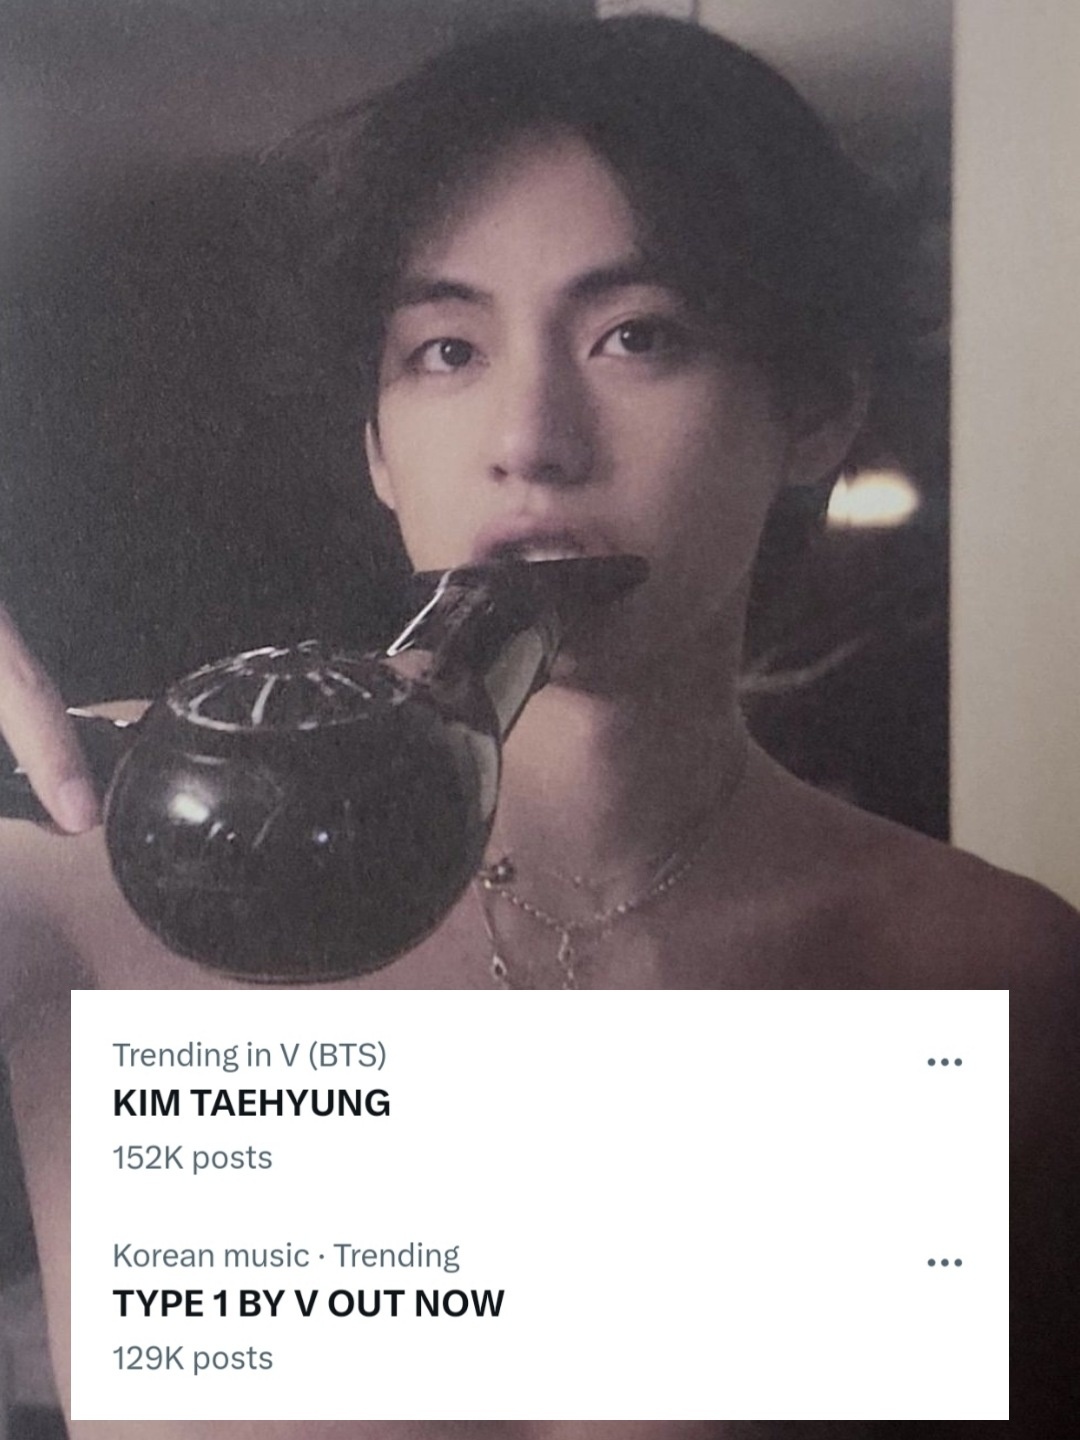 Trending in V (BTS)
KIM TAEHYUNG
152K posts
Korean music · Trending
TYPE 1 BY V OUT NOW
129K posts